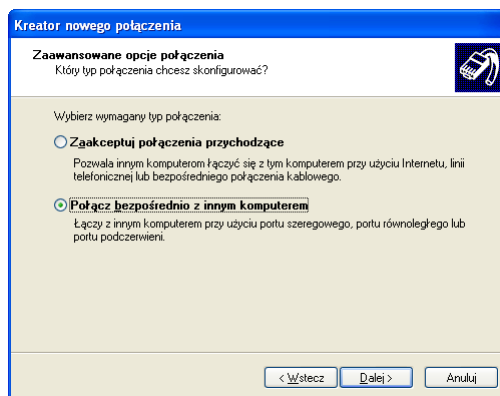 Kreator nowego połączenia
Zaawansowane opcje połączenia
Który typ połączenia chcesz skonfigurować?
Wybierz wymagany typ połączenia:
Zaakceptuj połączenia przychodzące
Pozwala innym komputerom łączyć się z tym komputerem przy użyciu Internetu, linii
telefonicznej lub bezpośredniego połączenia kablowego.
Połącz bezpośrednio z innym komputerem
Łączy z innym komputerem przy użyciu portu szeregowego, portu równoległego lub
portu podczerwieni.
< Wstecz Dalej > Anuluj